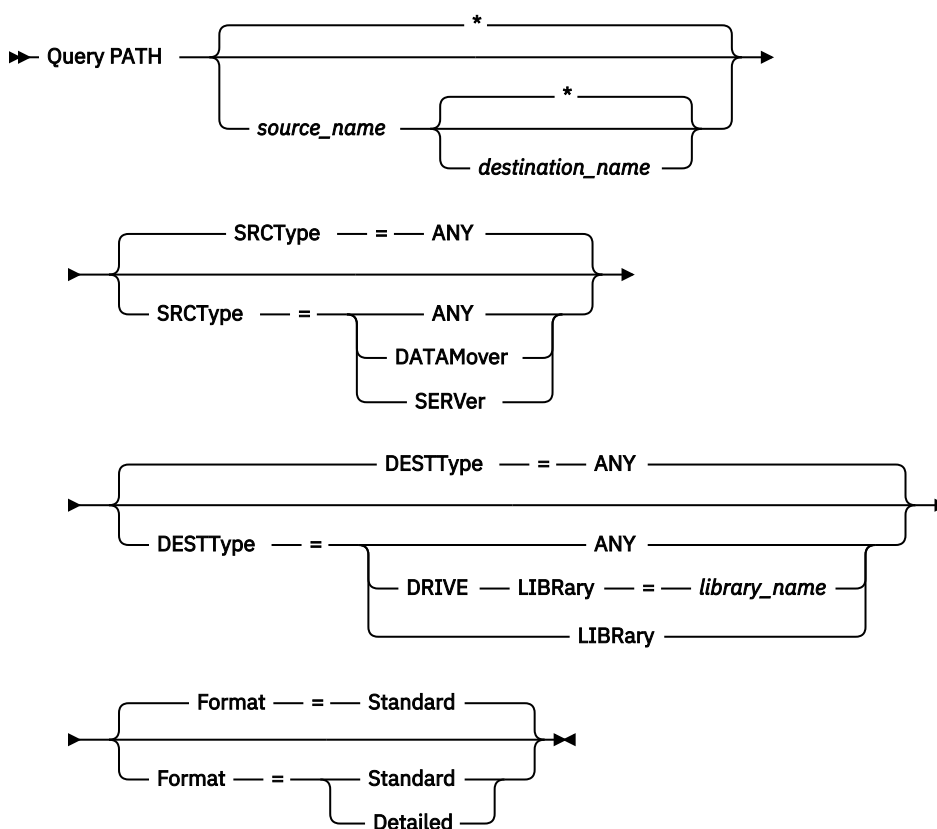 *
Query PATH
*
source_name
destination_name
SRCType = ANY
SRCType = ANY
DATAMover
SERVer
DESTType = ANY
DESTType = ANY
DRIVE LIBRary = library_name
LIBRary
Format = Standard
Format = Standard
Detailed